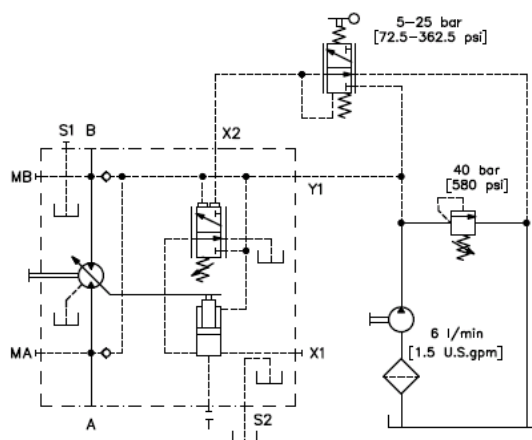 5-25 bar
[72.5-362.5 psi]
S1 B
X2
MB
Y1
40 bar
[580 psi]
6 l/min
[1.5 U.S.gpm]
MA
X1
A
T
S2